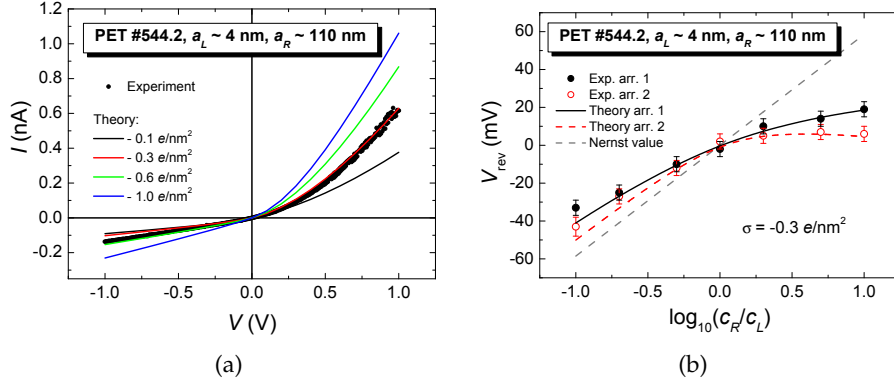 PET #544.2, a_L ~ 4 nm, a_R ~ 110 nm
Experiment
Theory:
- 0.1 e/nm²
- 0.3 e/nm²
- 0.6 e/nm²
- 1.0 e/nm²
I (nA)
1.2
1.0
0.8
0.6
0.4
0.2
0.0
-0.2
-1.0 -0.5 0.0 0.5 1.0
V (V)
(a)
PET #544.2, a_L ~ 4 nm, a_R ~ 110 nm
Exp. arr. 1
Exp. arr. 2
Theory arr. 1
Theory arr. 2
Nernst value
σ = -0.3 e/nm²
V_rev (mV)
60
40
20
0
-20
-40
-60
-1.0 -0.5 0.0 0.5 1.0
log₁₀(c_R/c_L)
(b)